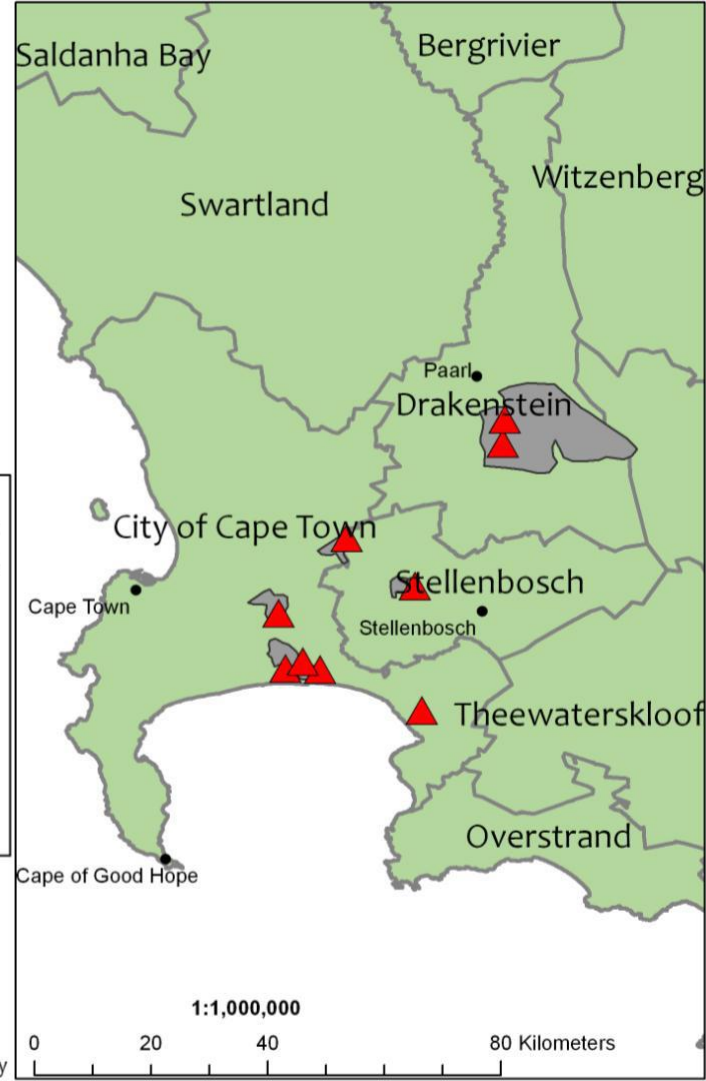 Saldanha Bay
Bergrivier
Witzenberg
Swartland
Paarl
Drakenstein
City of Cape Town
Stellenbosch
Cape Town
Stellenbosch
Theewaterskloof
Overstrand
Cape of Good Hope
1:1,000,000
0 20 40 80 Kilometers
y